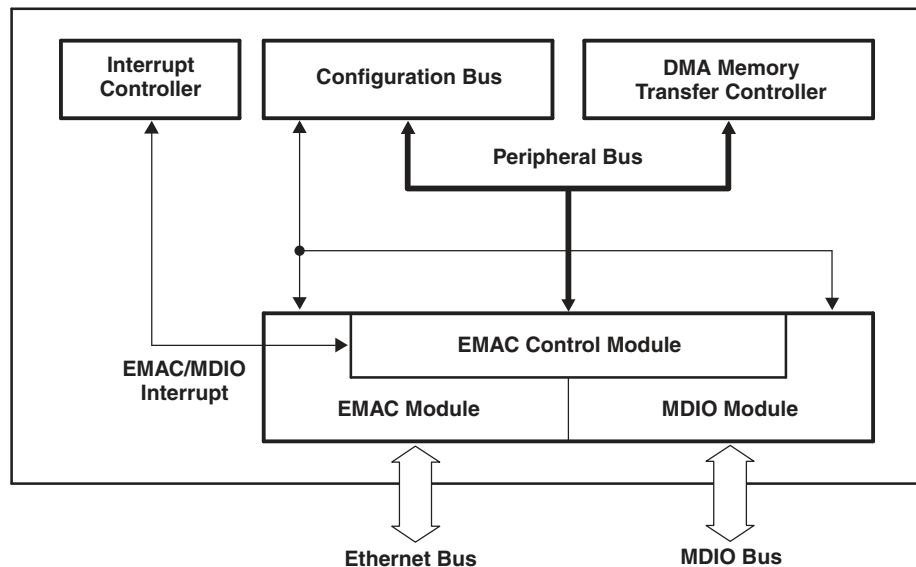 Interrupt
Controller
Configuration Bus
DMA Memory
Transfer Controller
Peripheral Bus
EMAC Control Module
EMAC/MDIO
Interrupt
EMAC Module
MDIO Module
Ethernet Bus
MDIO Bus